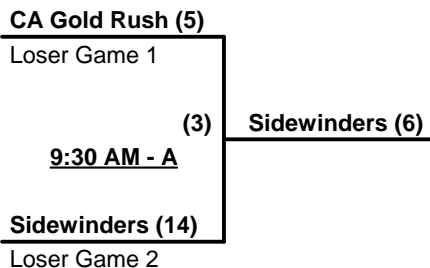 CA Gold Rush (5)
Loser Game 1
(3)
Sidewinders (6)
9:30 AM - A
Sidewinders (14)
Loser Game 2